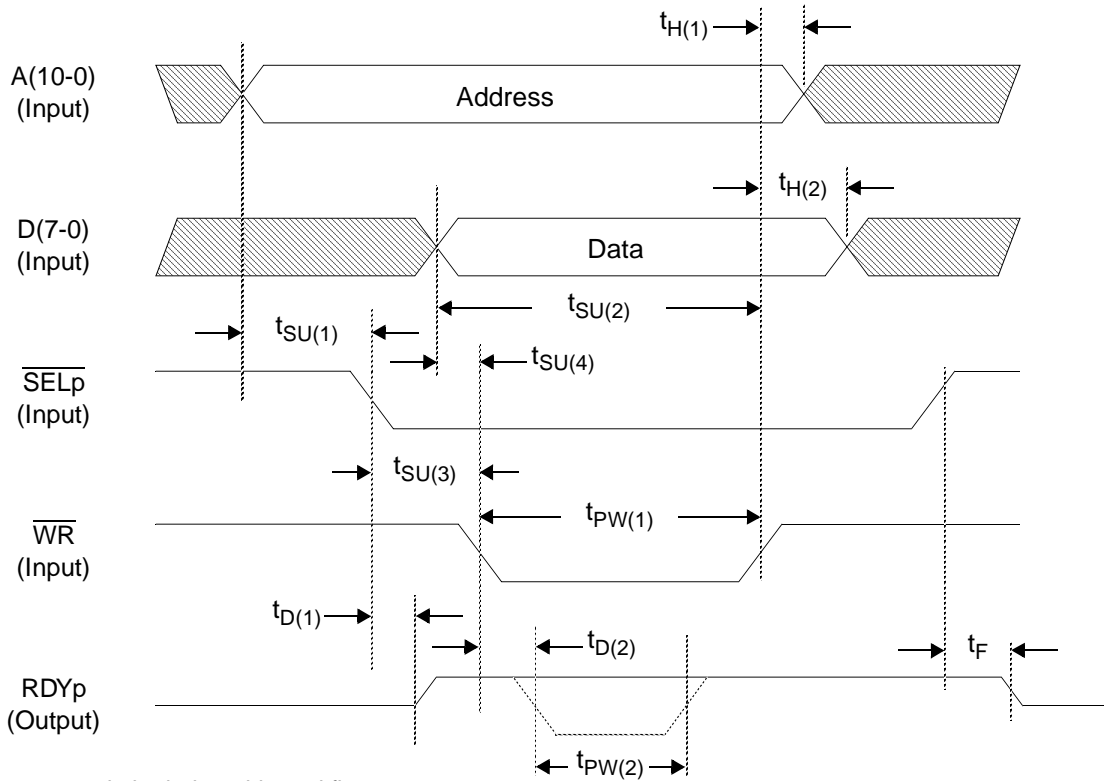 tH(1)
A(10-0)
(Input)
Address
tH(2)
D(7-0)
(Input)
Data
tSU(2)
tSU(1)
tSU(4)
SELp
(Input)
tSU(3)
tPW(1)
WR
(Input)
tD(1)
tD(2)
tF
RDYp
(Output)
tPW(2)